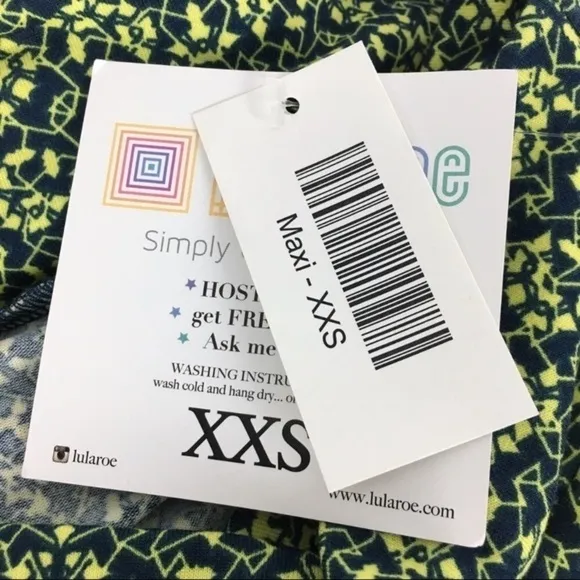 Simply
HOST
get FRE
Ask me
WASHING INSTRU
wash cold and hang dry... o
XXS
lularoe
www.lularoe.com
Maxi - XXS